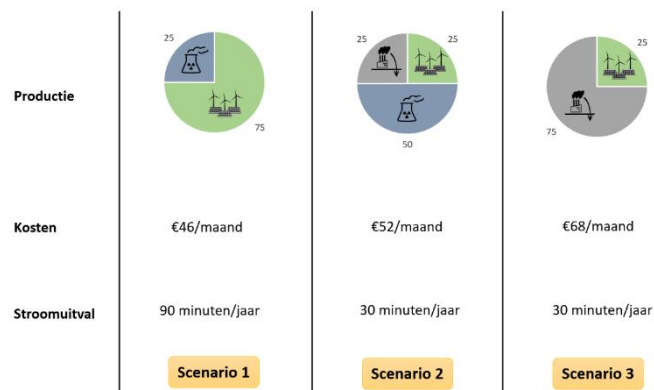 Productie
25
75
25
25
50
25
75
Kosten
€46/maand
€52/maand
€68/maand
Stroomuitval
90 minuten/jaar
30 minuten/jaar
30 minuten/jaar
Scenario 1
Scenario 2
Scenario 3